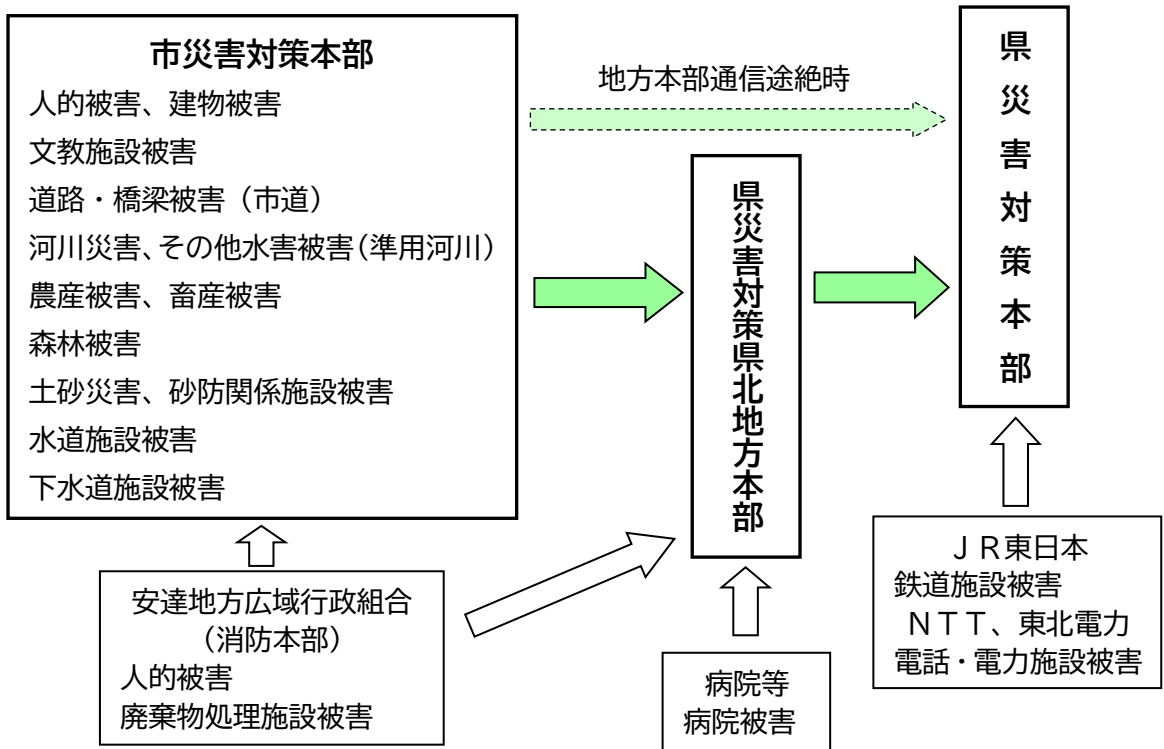 市災害対策本部
人的被害、建物被害
文教施設被害
道路・橋梁被害（市道）
河川災害、その他水害被害（準用河川）
農産被害、畜産被害
森林被害
土砂災害、砂防関係施設被害
水道施設被害
下水道施設被害
地方本部通信途絶時
県災害対策県北地方本部
県災害対策本部
安達地方広域行政組合
（消防本部）
人的被害
廃棄物処理施設被害
病院等
病院被害
ＪＲ東日本
鉄道施設被害
ＮＴＴ、東北電力
電話・電力施設被害